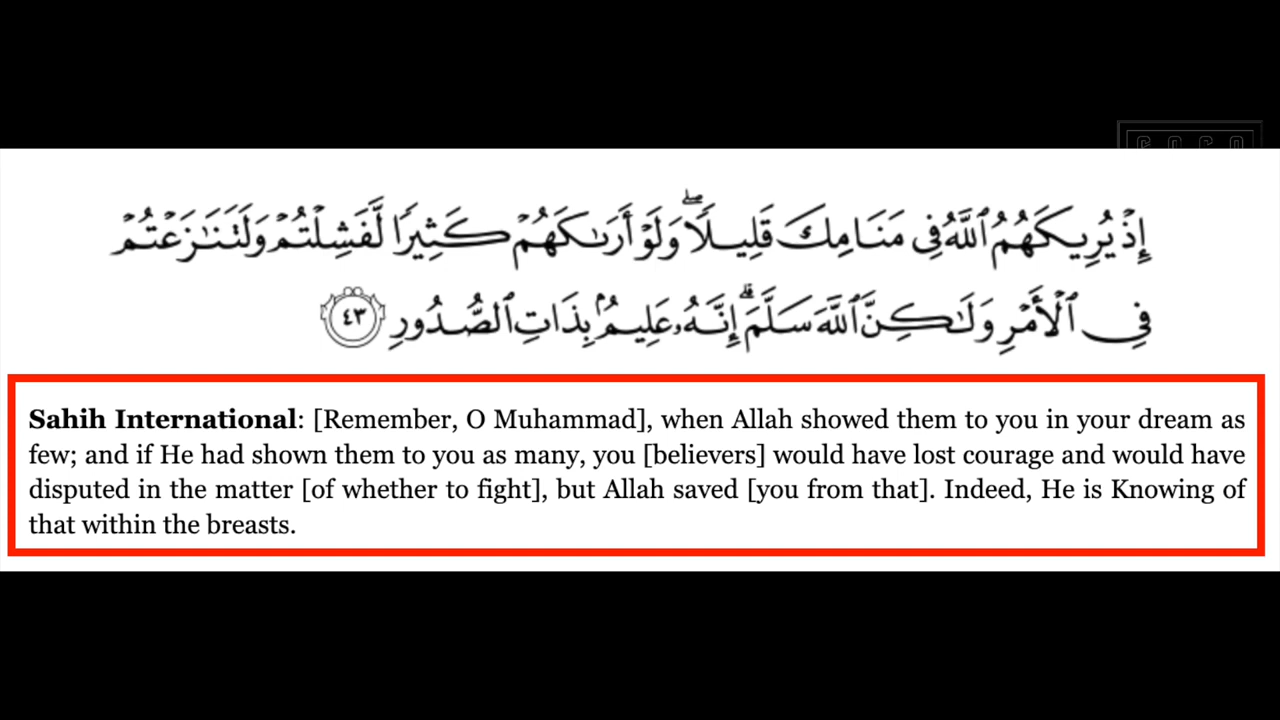 إِذْ يُرِيكَهُمُ ٱللَّهُ فِى مَنَامِكَ قَلِيلًا ۖ وَلَوْ أَرَىٰكَهُمْ كَثِيرًا لَّفَشِلْتُمْ وَلَتَنَـٰزَعْتُمْ
فِى ٱلْأَمْرِ وَلَـٰكِنَّ ٱللَّهَ سَلَّمَ ۗ إِنَّهُۥ عَلِيمٌۢ بِذَاتِ ٱلصُّدُورِ ٤٣
Sahih International: [Remember, O Muhammad], when Allah showed them to you in your dream as
few; and if He had shown them to you as many, you [believers] would have lost courage and would have
disputed in the matter [of whether to fight], but Allah saved [you from that]. Indeed, He is Knowing of
that within the breasts.